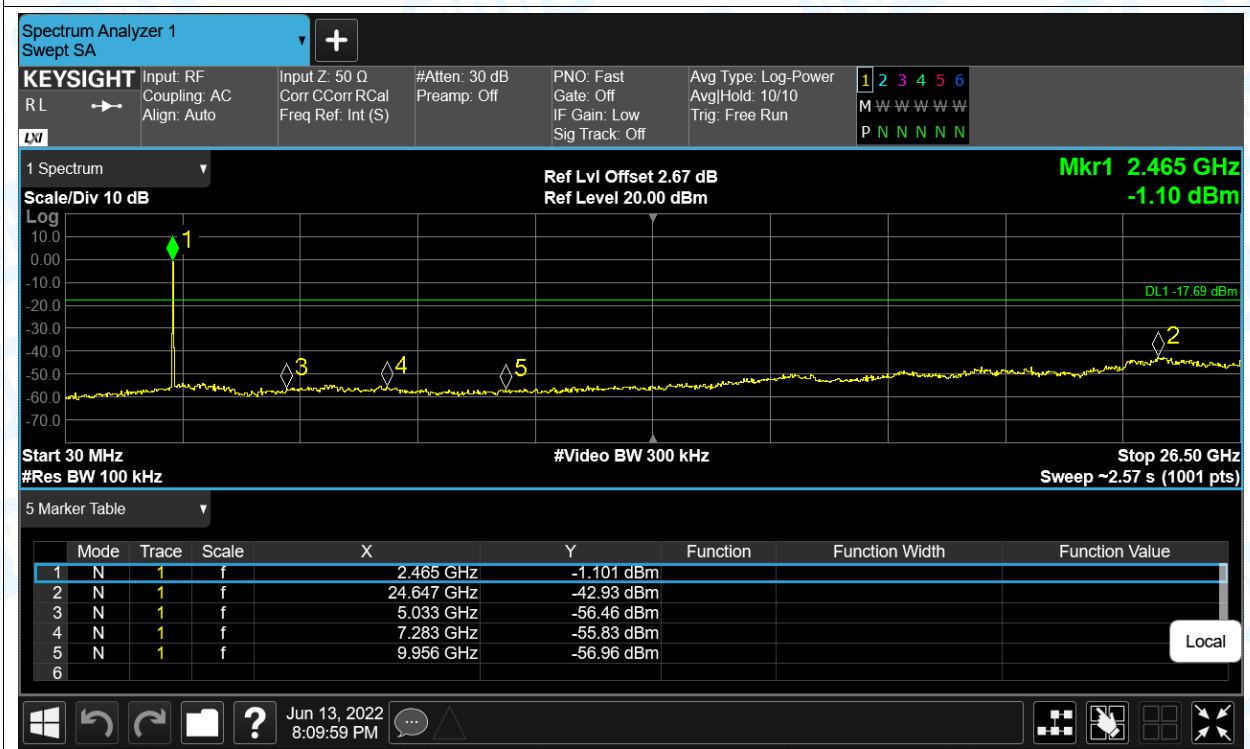 Spectrum Analyzer 1
Swept SA
KEYSIGHT
R L
LXI
Input: RF
Coupling: AC
Align: Auto
Input Z: 50 Ω
Corr CCorr RCal
Freq Ref: Int (S)
#Atten: 30 dB
Preamp: Off
PNO: Fast
Gate: Off
IF Gain: Low
Sig Track: Off
Avg Type: Log-Power
Avg|Hold: 10/10
Trig: Free Run
1 2 3 4 5 6
M W W W W W
P N N N N N
1 Spectrum
Scale/Div 10 dB
Ref Lvl Offset 2.67 dB
Ref Level 20.00 dBm
Mkr1 2.465 GHz
-1.10 dBm
Log
10.0
0.00
-10.0
-20.0
-30.0
-40.0
-50.0
-60.0
-70.0
1
DL1 -17.69 dBm
2
3
4
5
Start 30 MHz
#Res BW 100 kHz
#Video BW 300 kHz
Stop 26.50 GHz
Sweep ~2.57 s (1001 pts)
5 Marker Table
Mode Trace Scale X Y Function Function Width Function Value
1 N 1 f 2.465 GHz -1.101 dBm
2 N 1 f 24.647 GHz -42.93 dBm
3 N 1 f 5.033 GHz -56.46 dBm
4 N 1 f 7.283 GHz -55.83 dBm
5 N 1 f 9.956 GHz -56.96 dBm
6
Local
?
Jun 13, 2022
8:09:59 PM